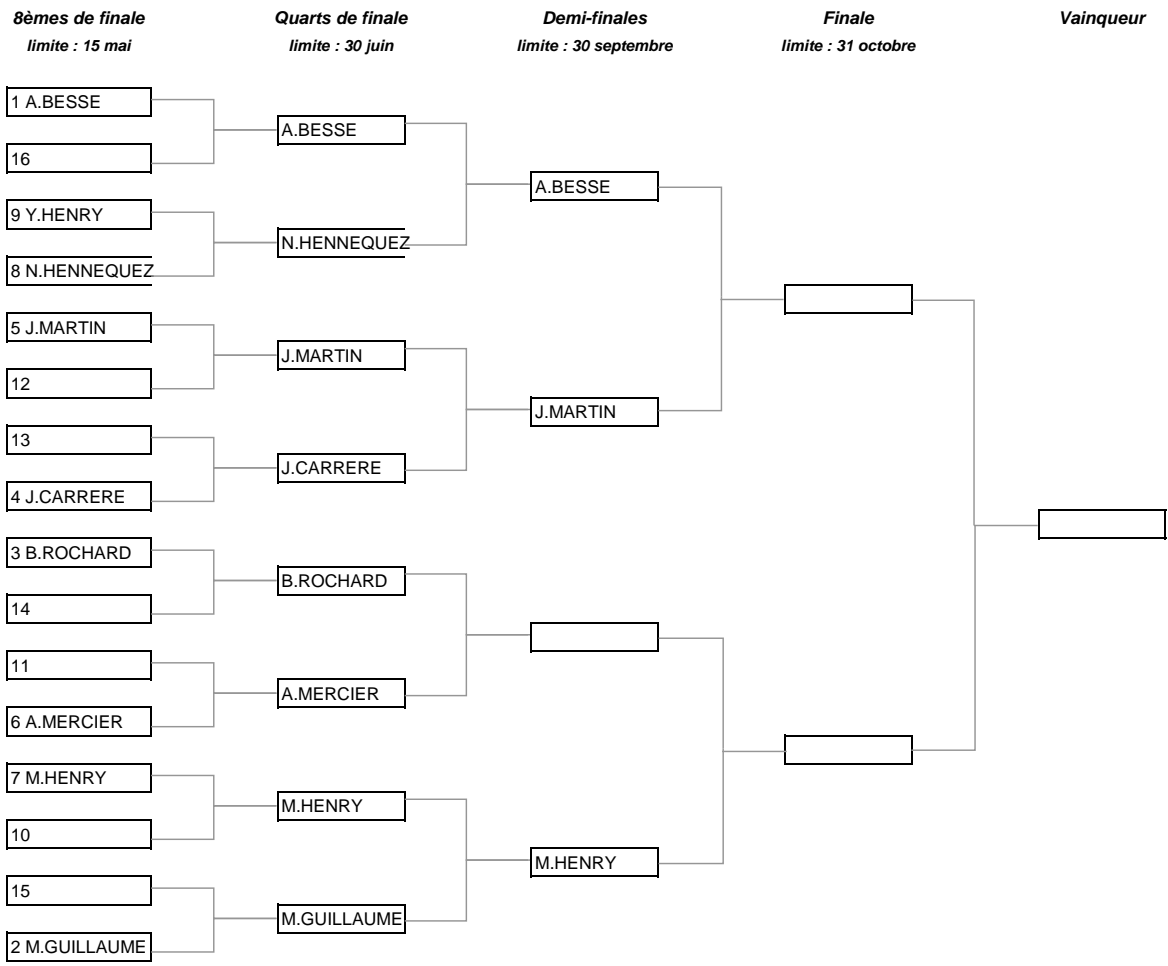 8èmes de finale
Quarts de finale
Demi-finales
Finale
Vainqueur
limite : 15 mai
limite : 30 juin
limite : 30 septembre
limite : 31 octobre
1 A.BESSE
A.BESSE
16
A.BESSE
9 Y.HENRY
N.HENNEQUEZ
8 N.HENNEQUEZ
5 J.MARTIN
J.MARTIN
12
J.MARTIN
13
J.CARRERE
4 J.CARRERE
3 B.ROCHARD
B.ROCHARD
14
11
A.MERCIER
6 A.MERCIER
7 M.HENRY
M.HENRY
10
M.HENRY
15
M.GUILLAUME
2 M.GUILLAUME